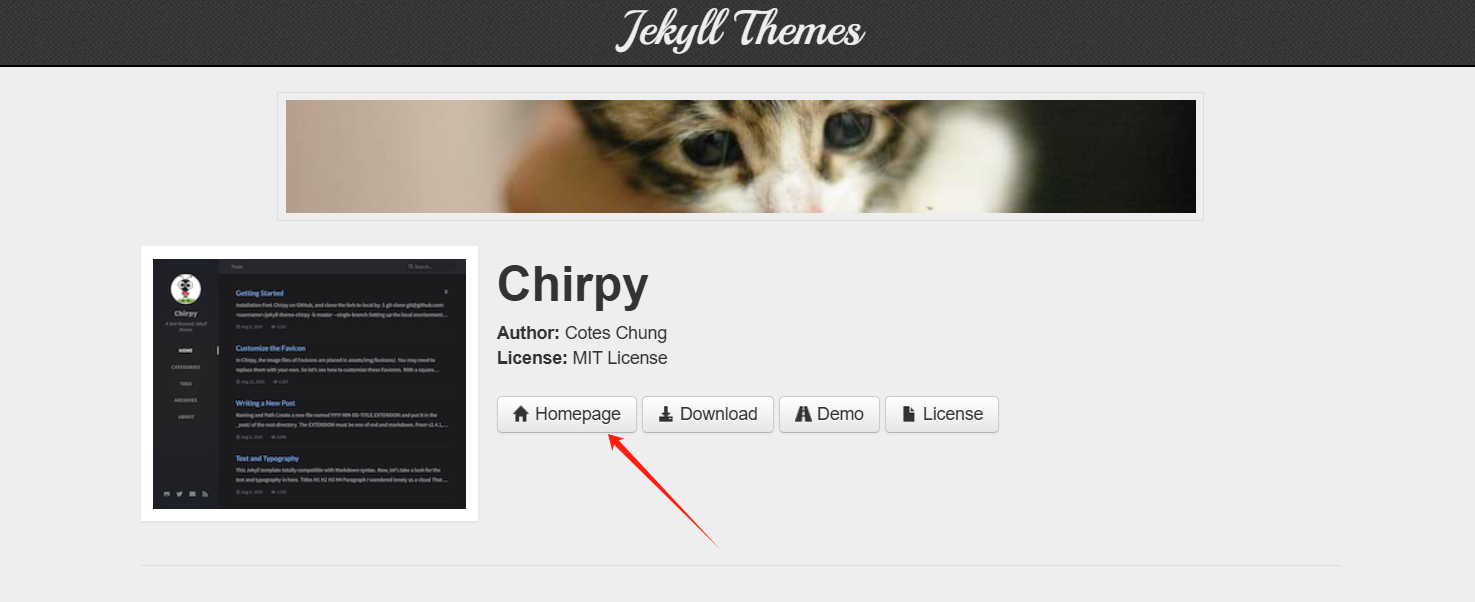 Jekyll Themes
Chirpy
Author: Cotes Chung
License: MIT License
Homepage Download Demo License
Posts
Search...
Chirpy
HOME
CATEGORIES
TAGS
ARCHIVES
ABOUT
Getting Started
Installation Fork Chirpy on GitHub, and clone the fork to local by: $ git clone git@github.com:
<username>/jekyll-theme-chirpy -b master --single-branch Setting up the local environment...
Customize the Favicon
In Chirpy, the image files of Favicons are placed in assets/img/favicons/. You may need to
replace them with your own. So let's see how to customize these Favicons. With a square...
Writing a New Post
Naming and Path Create a new file named YYYY-MM-DD-TITLE.EXTENSION and put it in the
_post/ of the root directory. The EXTENSION must be one of md and markdown. From v2.4.1,...
Text and Typography
This Jekyll template totally compatible with Markdown syntax. Now, let's take a look for the
text and typography in here. Titles H1 H2 H3 H4 Paragraph I wandered lonely as a cloud That...